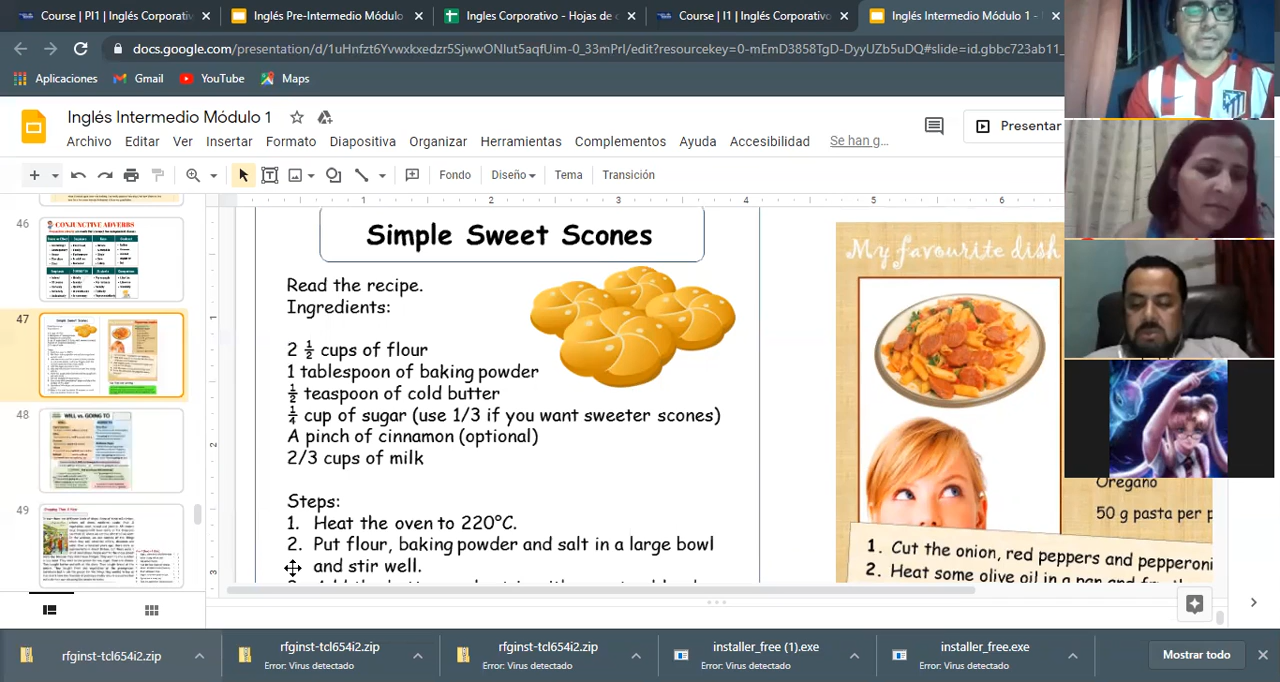 Course | PI1 | Inglés Corporativ
Inglés Pre-Intermedio Módulo
Ingles Corporativo - Hojas de c
Course | I1 | Inglés Corporativo
Inglés Intermedio Módulo 1 -
docs.google.com/presentation/d/1uHnfzt6Yvwxkxedzr5SjwwONlut5aqfUim-0_33mPrI/edit?resourcekey=0-mEmD3858TgD-DyyUZb5uDQ#slide=id.gbbc723ab11_
Aplicaciones
Gmail
YouTube
Maps
Inglés Intermedio Módulo 1
Archivo Editar Ver Insertar Formato Diapositiva Organizar Herramientas Complementos Ayuda Accesibilidad Se han g...
Presentar
Fondo Diseño Tema Transición
1 2 3 4 5 6
46
CONJUNCTIVE ADVERBS
47
48
WILL vs. GOING TO
49
Simple Sweet Scones
Read the recipe.
Ingredients:
2 ½ cups of flour
1 tablespoon of baking powder
½ teaspoon of cold butter
¼ cup of sugar (use 1/3 if you want sweeter scones)
A pinch of cinnamon (optional)
2/3 cups of milk
Steps:
1. Heat the oven to 220°C.
2. Put flour, baking powder and salt in a large bowl
and stir well.
My favourite dish
Oregano
50 g pasta per p
1. Cut the onion, red peppers and pepperoni
2. Heat some olive oil in a pan and fry the
rfginst-tcl654i2.zip
rfginst-tcl654i2.zip
Error: Virus detectado
rfginst-tcl654i2.zip
Error: Virus detectado
installer_free (1).exe
Error: Virus detectado
installer_free.exe
Error: Virus detectado
Mostrar todo